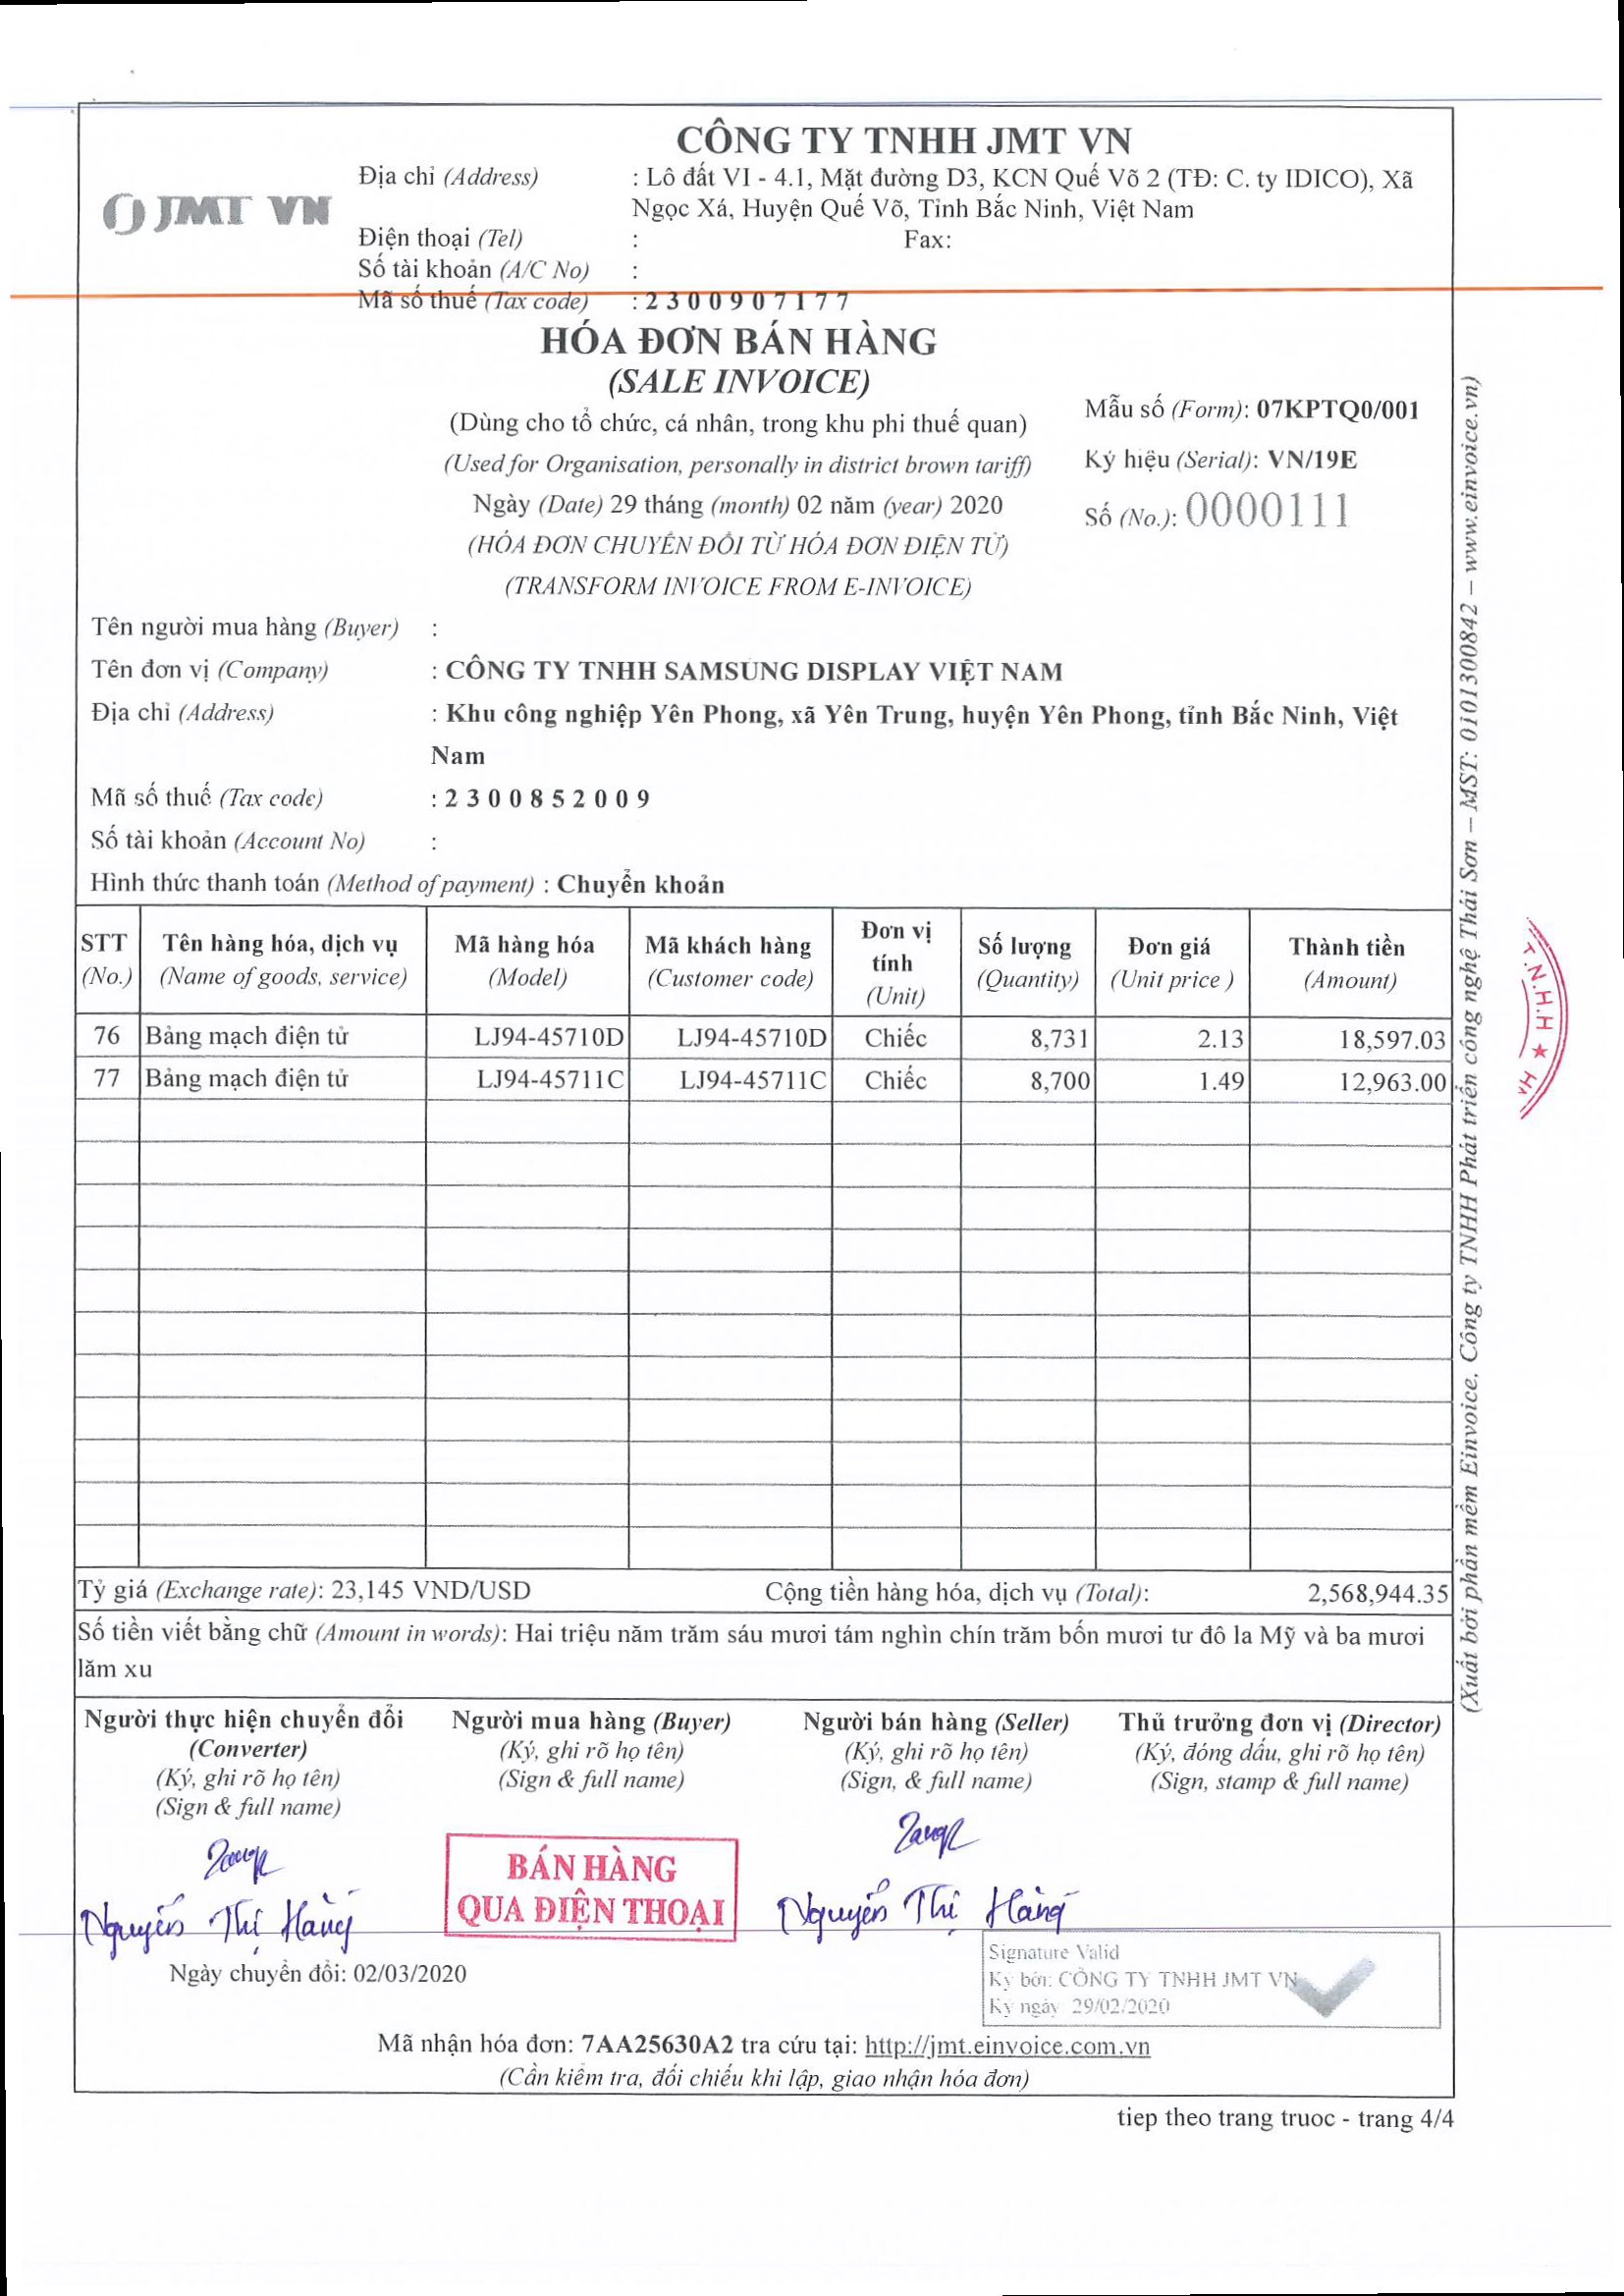 CÔNG TY TNHH JMT VN
JMT VN
Địa chỉ (Address) : Lô đất VI - 4.1, Mặt đường D3, KCN Quế Võ 2 (TĐ: C. ty IDICO), Xã
Ngọc Xá, Huyện Quế Võ, Tỉnh Bắc Ninh, Việt Nam
Điện thoại (Tel) : Fax:
Số tài khoản (A/C No) :
Mã số thuế (Tax code) : 2 3 0 0 9 0 7 1 7 7
HÓA ĐƠN BÁN HÀNG
(SALE INVOICE)
(Dùng cho tổ chức, cá nhân, trong khu phi thuế quan)
(Used for Organisation, personally in district brown tariff)
Ngày (Date) 29 tháng (month) 02 năm (year) 2020
(HÓA ĐƠN CHUYỂN ĐỔI TỪ HÓA ĐƠN ĐIỆN TỬ)
(TRANSFORM INVOICE FROM E-INVOICE)
Mẫu số (Form): 07KPTQ0/001
Ký hiệu (Serial): VN/19E
Số (No.): 0000111
Tên người mua hàng (Buyer) :
Tên đơn vị (Company) : CÔNG TY TNHH SAMSUNG DISPLAY VIỆT NAM
Địa chỉ (Address) : Khu công nghiệp Yên Phong, xã Yên Trung, huyện Yên Phong, tỉnh Bắc Ninh, Việt
Nam
Mã số thuế (Tax code) : 2 3 0 0 8 5 2 0 0 9
Số tài khoản (Account No) :
Hình thức thanh toán (Method of payment) : Chuyển khoản
STT Tên hàng hóa, dịch vụ Mã hàng hóa Mã khách hàng Đơn vị tính Số lượng Đơn giá Thành tiền
(No.) (Name of goods, service) (Model) (Customer code) (Unit) (Quantity) (Unit price ) (Amount)
76 Bảng mạch điện tử LJ94-45710D LJ94-45710D Chiếc 8,731 2.13 18,597.03
77 Bảng mạch điện tử LJ94-45711C LJ94-45711C Chiếc 8,700 1.49 12,963.00
Tỷ giá (Exchange rate): 23,145 VND/USD Cộng tiền hàng hóa, dịch vụ (Total): 2,568,944.35
Số tiền viết bằng chữ (Amount in words): Hai triệu năm trăm sáu mươi tám nghìn chín trăm bốn mươi tư đô la Mỹ và ba mươi
lăm xu
Người thực hiện chuyển đổi
(Converter)
(Ký, ghi rõ họ tên)
(Sign & full name)
Nguyễn Thị Hằng
Ngày chuyển đổi: 02/03/2020
Người mua hàng (Buyer)
(Ký, ghi rõ họ tên)
(Sign & full name)
BÁN HÀNG
QUA ĐIỆN THOẠI
Người bán hàng (Seller)
(Ký, ghi rõ họ tên)
(Sign, & full name)
Nguyễn Thị Hằng
Thủ trưởng đơn vị (Director)
(Ký, đóng dấu, ghi rõ họ tên)
(Sign, stamp & full name)
Signature Valid
Ký bởi: CÔNG TY TNHH JMT VN
Ký ngày 29/02/2020
Mã nhận hóa đơn: 7AA25630A2 tra cứu tại: http://jmt.einvoice.com.vn
(Cần kiểm tra, đối chiếu khi lập, giao nhận hóa đơn)
tiep theo trang truoc - trang 4/4
(Xuất bởi phần mềm Einvoice, Công ty TNHH Phát triển công nghệ Thái Sơn – MST: 0101300842 – www.einvoice.vn)
T.N.H.H